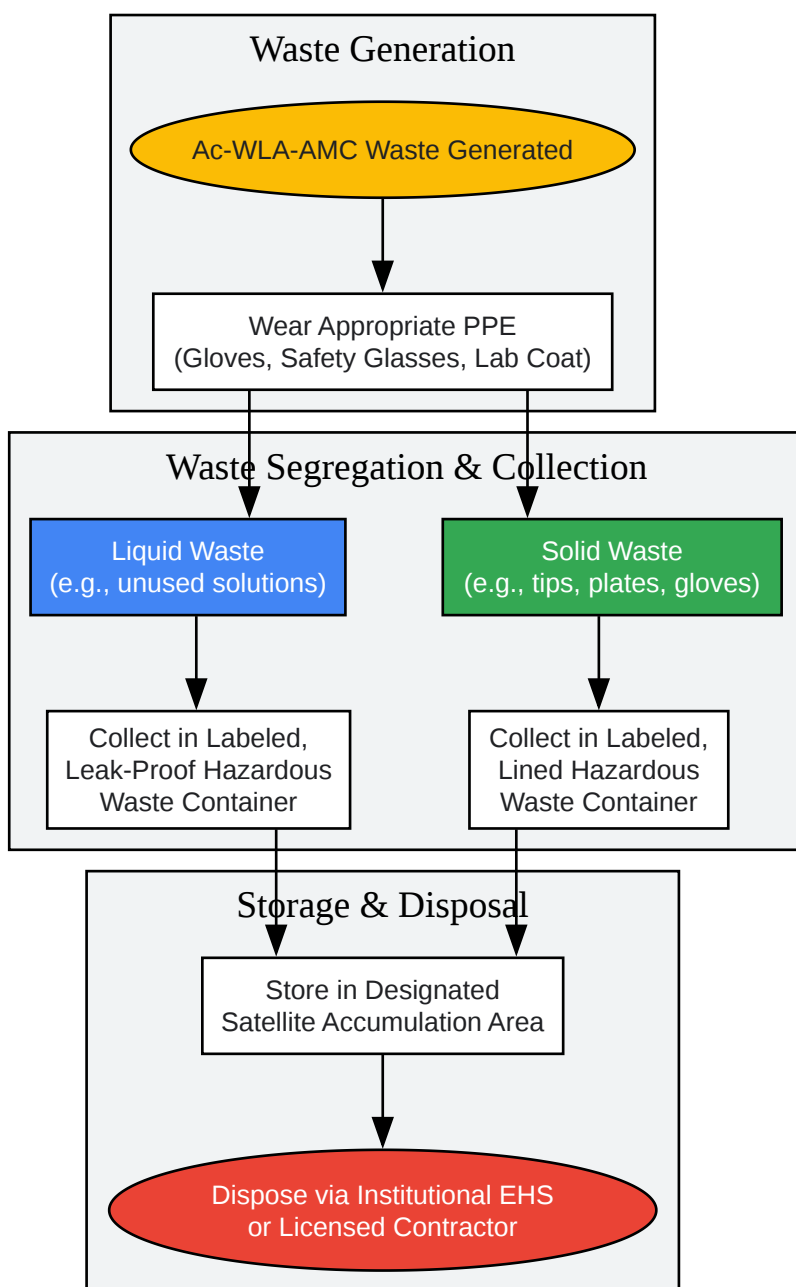 Waste Generation
Ac-WLA-AMC Waste Generated
Wear Appropriate PPE
(Gloves, Safety Glasses, Lab Coat)
Waste Segregation & Collection
Liquid Waste
(e.g., unused solutions)
Solid Waste
(e.g., tips, plates, gloves)
Collect in Labeled,
Leak-Proof Hazardous
Waste Container
Collect in Labeled,
Lined Hazardous
Waste Container
Storage & Disposal
Store in Designated
Satellite Accumulation Area
Dispose via Institutional EHS
or Licensed Contractor